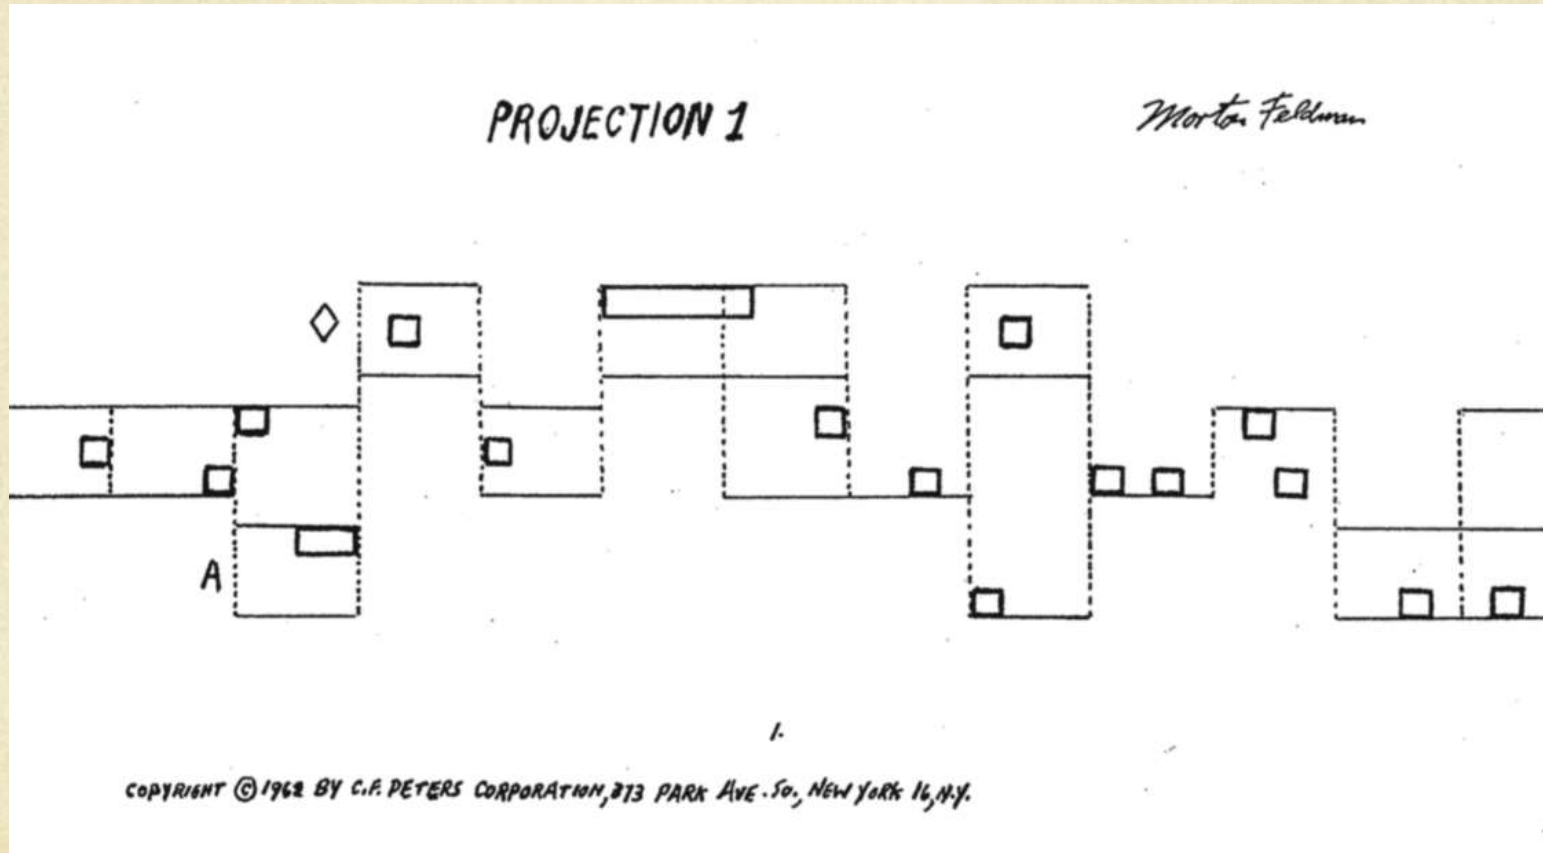 PROJECTION 1
Morton Feldman
◇
A
1.
COPYRIGHT © 1962 BY C.F. PETERS CORPORATION, 373 PARK AVE. So., NEW YORK 16, N.Y.